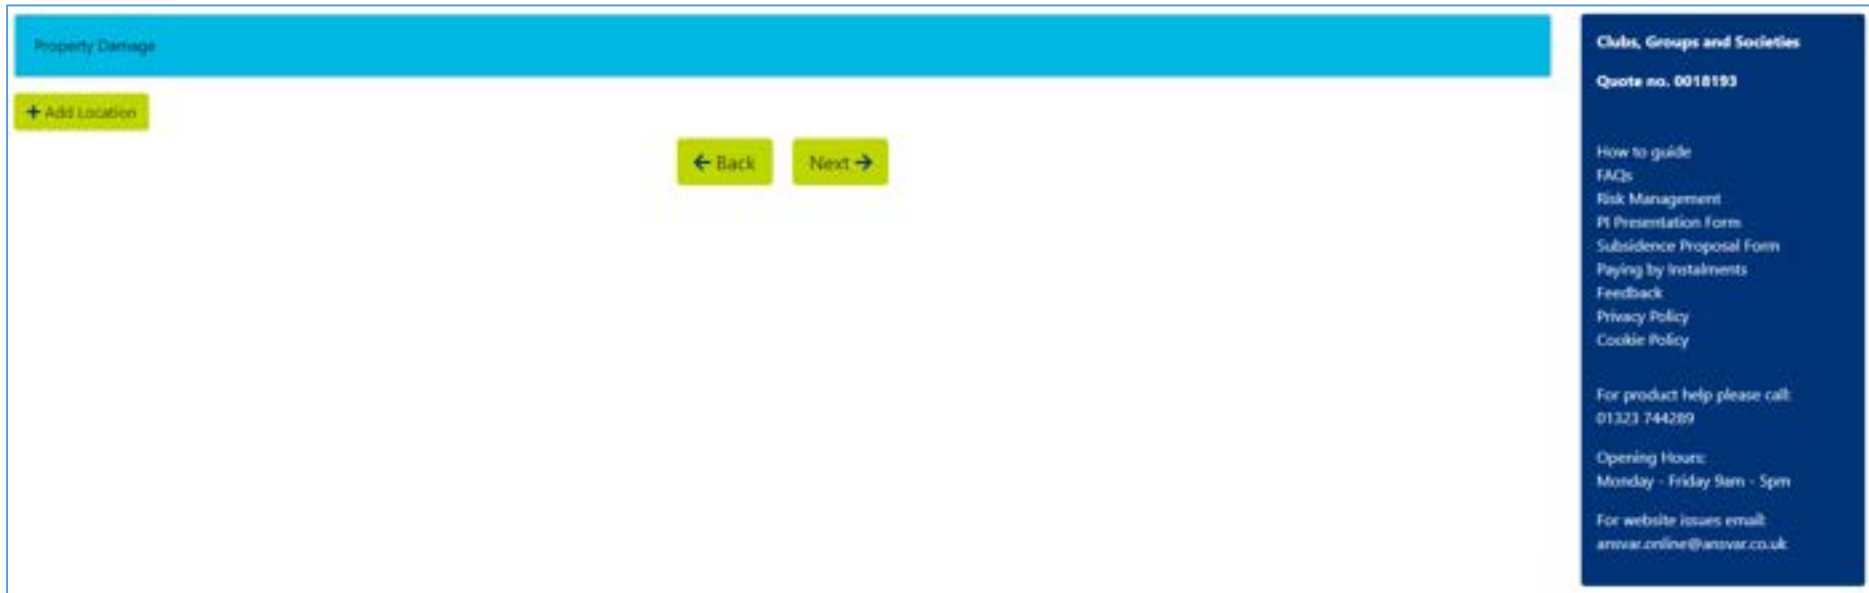 Property Damage
+ Add Location
← Back
Next →
Clubs, Groups and Societies
Quote no. 0018193
How to guide
FAQs
Risk Management
PI Presentation Form
Subsidence Proposal Form
Paying by Instalments
Feedback
Privacy Policy
Cookie Policy
For product help please call:
01323 744289
Opening Hours:
Monday - Friday 9am - 5pm
For website issues email:
ansvar.online@ansvar.co.uk